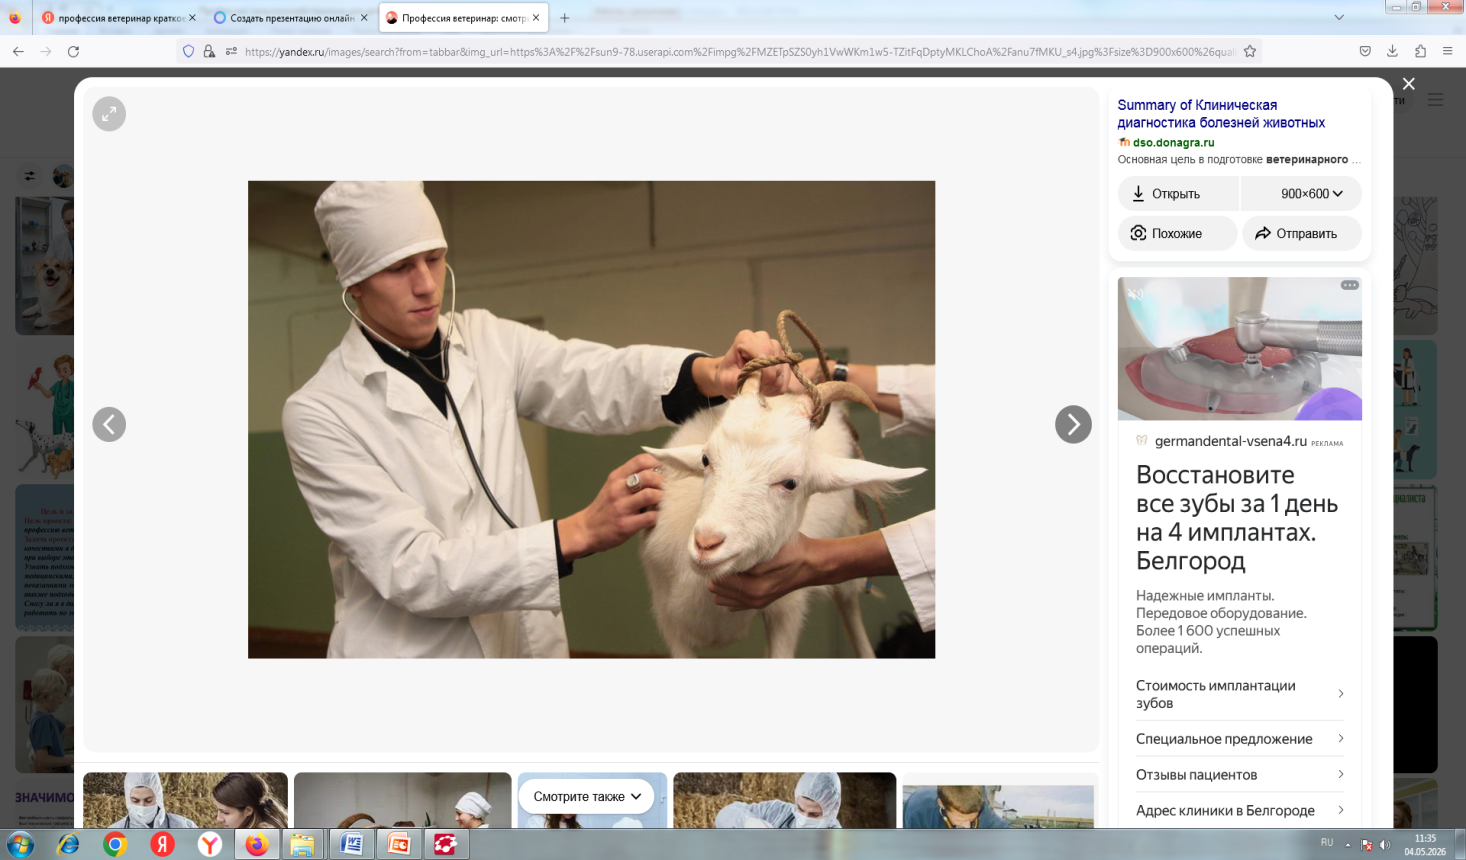 профессия ветеринар кратко
Создать презентацию онлайн
Профессия ветеринар: смотр
https://yandex.ru/images/search?from=tabbar&img_url=https%3A%2F%2Fsun9-78.userapi.com%2Fimpg%2FMZETpSZS0yh1VwWKm1w5-TZitFqDptyMKLChoA%2Fanu7fMKU_s4.jpg%3Fsize%3D900x600%26qual
Summary of Клиническая
диагностика болезней животных
dso.donagra.ru
Основная цель в подготовке ветеринарного ...
Открыть
900×600
Похожие
Отправить
germandental-vsena4.ru РЕКЛАМА
Восстановите
все зубы за 1 день
на 4 имплантах.
Белгород
Надежные импланты.
Передовое оборудование.
Более 1 600 успешных
операций.
Стоимость имплантации
зубов
Специальное предложение
Отзывы пациентов
Адрес клиники в Белгороде
Смотрите также
ЗНАЧИМО
RU
11:35
04.05.2026